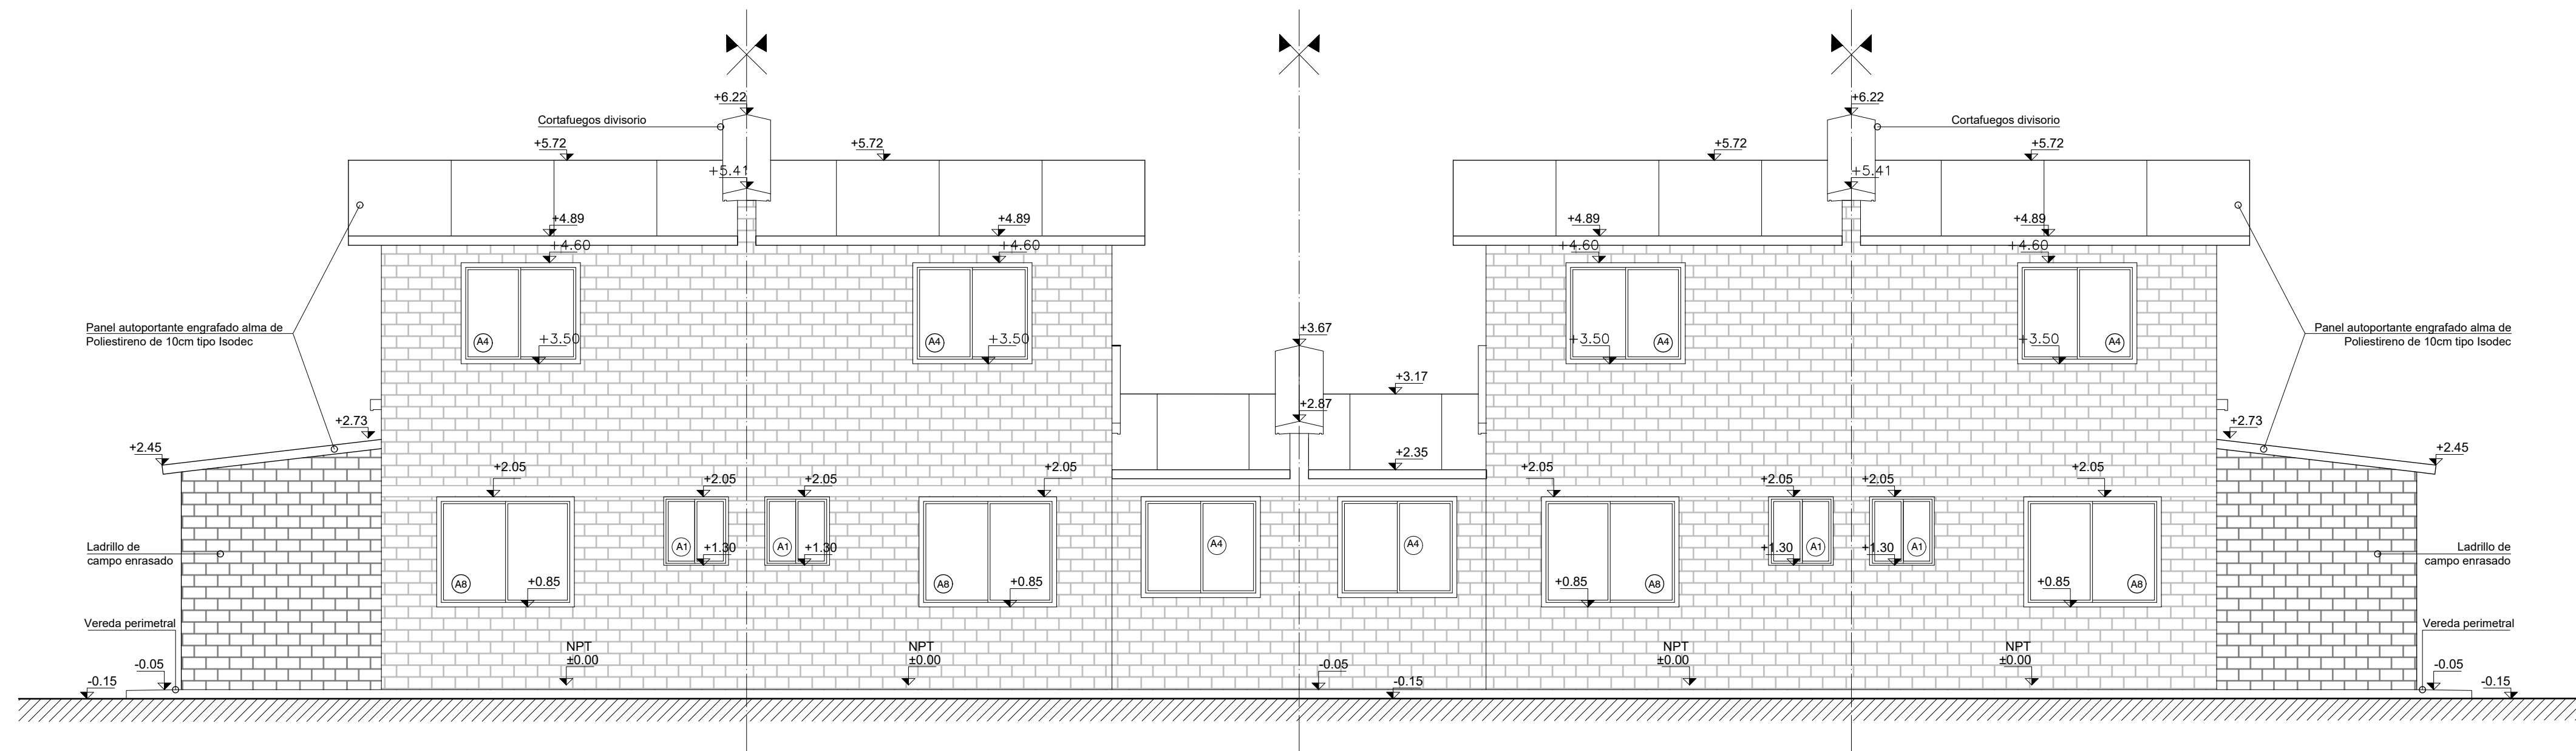 +6.22
+6.22
Cortafuegos divisorio
Cortafuegos divisorio
+5.72
+5.72
+5.72
+5.72
+5.41
+5.41
+4.89
+4.89
+4.89
+4.89
+4.60
+4.60
+4.60
+4.60
Panel autoportante engrafado alma de
Poliestireno de 10cm tipo Isodec
A4
+3.50
A4
+3.50
+3.67
+3.50
A4
+3.50
A4
Panel autoportante engrafado alma de
Poliestireno de 10cm tipo Isodec
+3.17
+2.87
+2.73
+2.73
+2.45
+2.45
+2.35
+2.05
+2.05
+2.05
+2.05
+2.05
+2.05
+2.05
+2.05
Ladrillo de
campo enrasado
A1
+1.30
A1
+1.30
A4
A4
+1.30
A1
+1.30
A1
Ladrillo de
campo enrasado
A8
+0.85
A8
+0.85
+0.85
A8
+0.85
A8
Vereda perimetral
Vereda perimetral
NPT
±0.00
NPT
±0.00
NPT
±0.00
NPT
±0.00
-0.05
-0.05
-0.05
-0.15
-0.15
-0.15